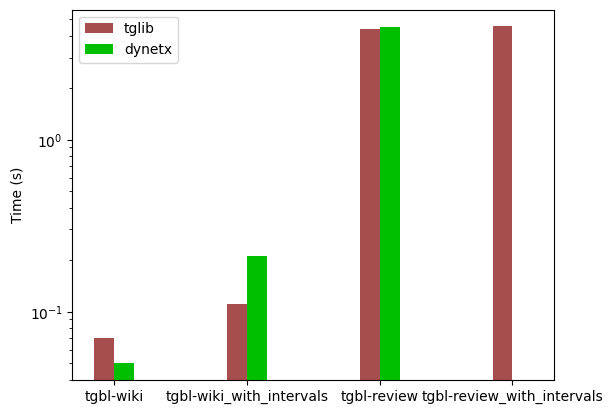 tglib
dynetx
Time (s)
10^0
10^-1
tgbl-wiki
tgbl-wiki_with_intervals
tgbl-review
tgbl-review_with_intervals